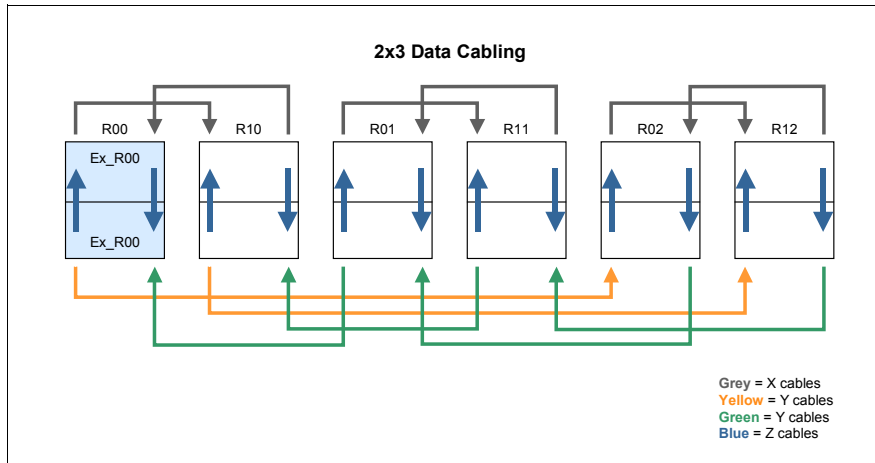 2x3 Data Cabling
R00
R10
R01
R11
R02
R12
Ex_R00
Ex_R00
Grey = X cables
Yellow = Y cables
Green = Y cables
Blue = Z cables